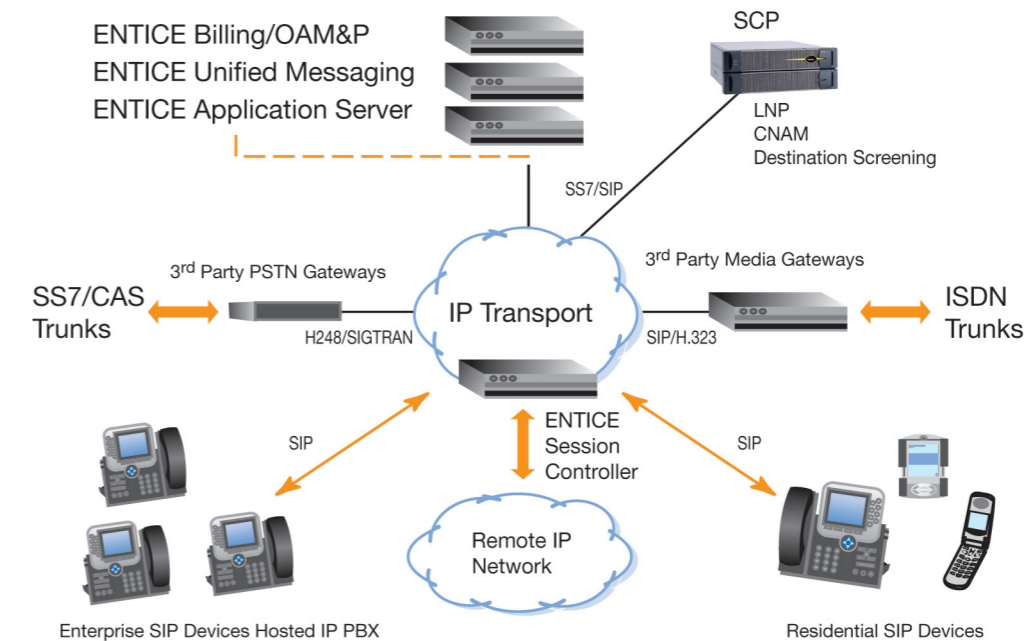 ENTICE Billing/OAM&P
ENTICE Unified Messaging
ENTICE Application Server
SCP
LNP
CNAM
Destination Screening
SS7/SIP
3rd Party PSTN Gateways
3rd Party Media Gateways
SS7/CAS
Trunks
IP Transport
ISDN
Trunks
H248/SIGTRAN
SIP/H.323
SIP
ENTICE
Session
Controller
SIP
Remote IP
Network
Enterprise SIP Devices Hosted IP PBX
Residential SIP Devices